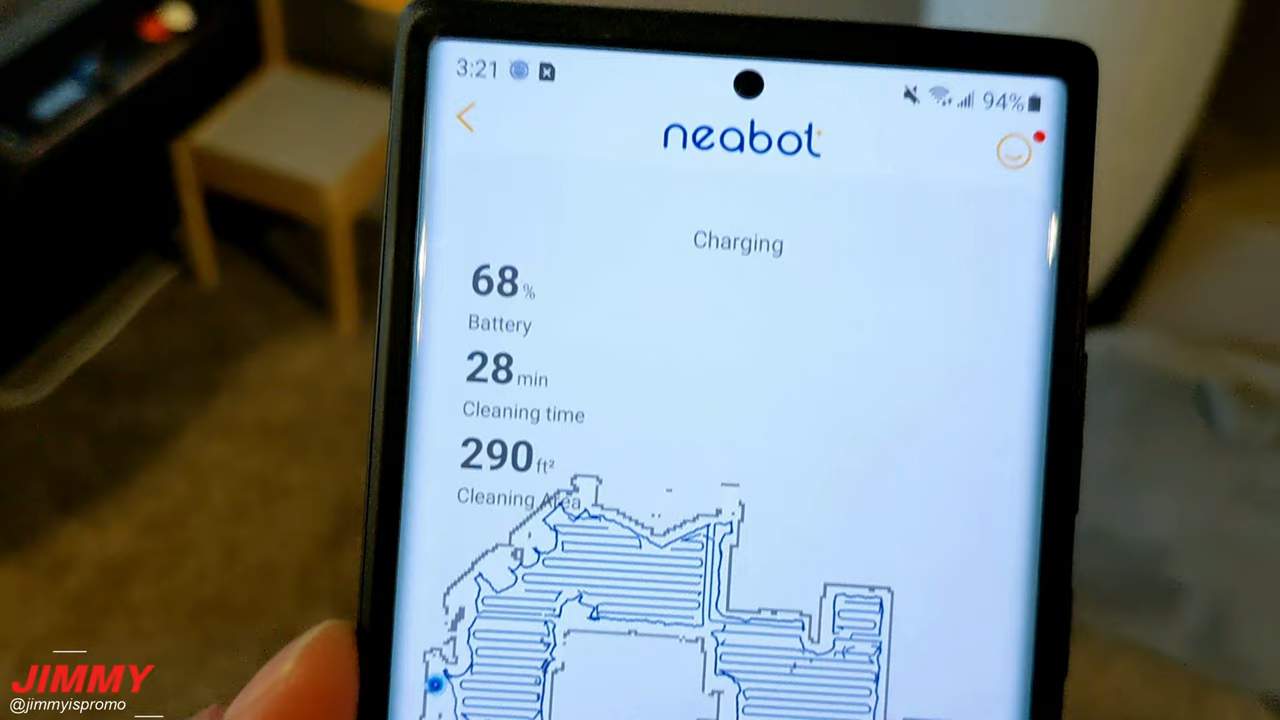 3:21
94%
neabot
Charging
68%
Battery
28 min
Cleaning time
290 ft²
Cleaning Area
JIMMY
@jimmyispromo